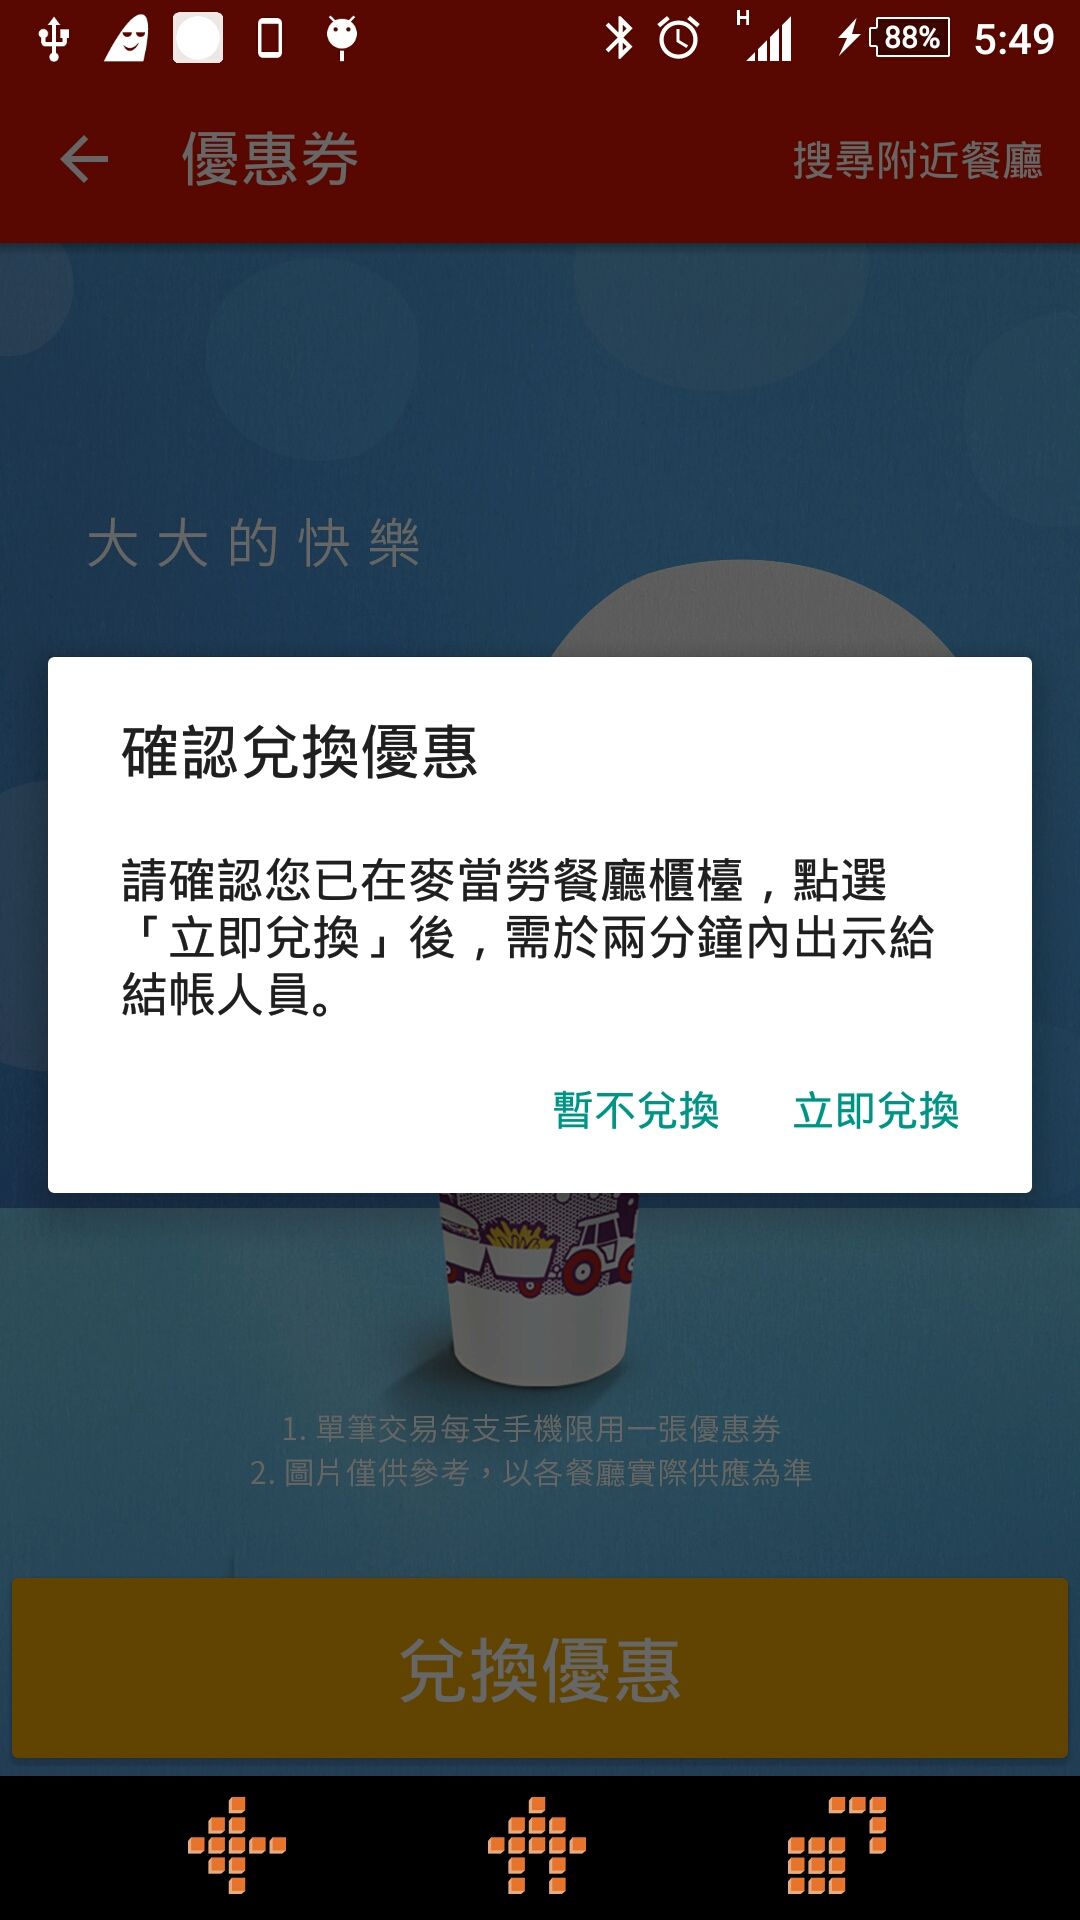 H 88% 5:49
優惠券 搜尋附近餐廳
大大的快樂
確認兌換優惠
請確認您已在麥當勞餐廳櫃檯，點選
「立即兌換」後，需於兩分鐘內出示給
結帳人員。
暫不兌換 立即兌換
1. 單筆交易每支手機限用一張優惠券
2. 圖片僅供參考，以各餐廳實際供應為準
兌換優惠